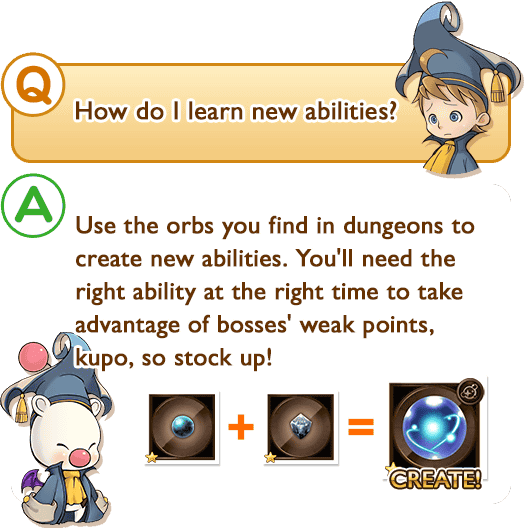 Q
How do I learn new abilities?
A
Use the orbs you find in dungeons to
create new abilities. You'll need the
right ability at the right time to take
advantage of bosses' weak points,
kupo, so stock up!
+ =
CREATE!